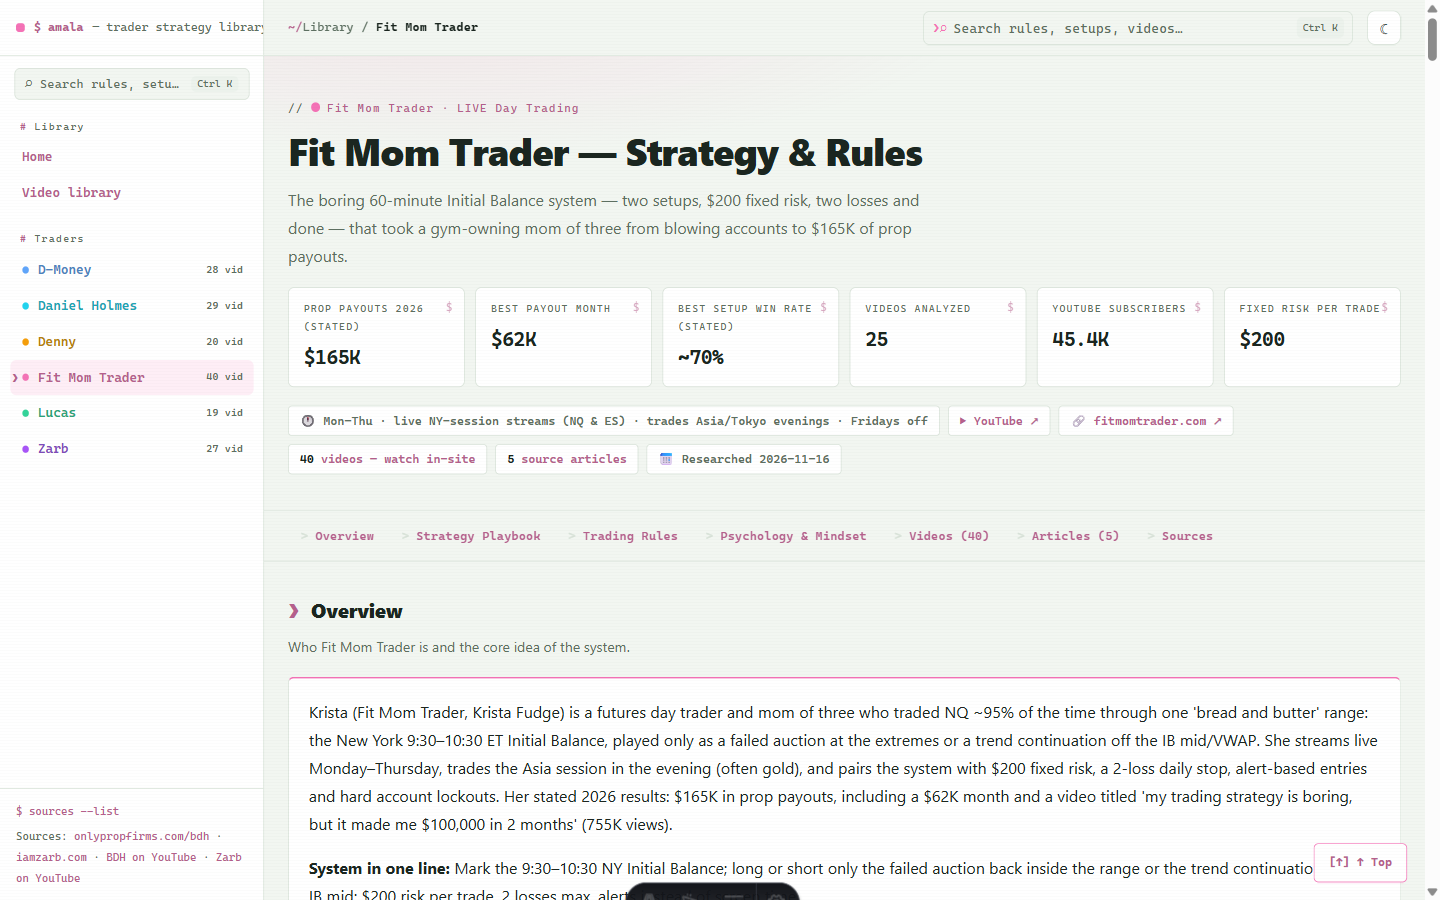 $ amala — trader strategy library
Search rules, setu… Ctrl K
# Library
Home
Video library
# Traders
D-Money 28 vid
Daniel Holmes 29 vid
Denny 20 vid
Fit Mom Trader 40 vid
Lucas 19 vid
Zarb 27 vid
$ sources --list
Sources: onlypropfirms.com/bdh ·
iamzarb.com · BDH on YouTube · Zarb
on YouTube
~/Library / Fit Mom Trader
Search rules, setups, videos… Ctrl K
// Fit Mom Trader · LIVE Day Trading
Fit Mom Trader — Strategy & Rules
The boring 60-minute Initial Balance system — two setups, $200 fixed risk, two losses and
done — that took a gym-owning mom of three from blowing accounts to $165K of prop
payouts.
PROP PAYOUTS 2026 (STATED) $
$165K
BEST PAYOUT MONTH $
$62K
BEST SETUP WIN RATE (STATED) $
~70%
VIDEOS ANALYZED $
25
YOUTUBE SUBSCRIBERS $
45.4K
FIXED RISK PER TRADE $
$200
Mon–Thu · live NY-session streams (NQ & ES) · trades Asia/Tokyo evenings · Fridays off
YouTube ↗
fitmomtrader.com ↗
40 videos — watch in-site
5 source articles
Researched 2026-11-16
> Overview > Strategy Playbook > Trading Rules > Psychology & Mindset > Videos (40) > Articles (5) > Sources
❯ Overview
Who Fit Mom Trader is and the core idea of the system.
Krista (Fit Mom Trader, Krista Fudge) is a futures day trader and mom of three who traded NQ ~95% of the time through one 'bread and butter' range:
the New York 9:30–10:30 ET Initial Balance, played only as a failed auction at the extremes or a trend continuation off the IB mid/VWAP. She streams live
Monday–Thursday, trades the Asia session in the evening (often gold), and pairs the system with $200 fixed risk, a 2-loss daily stop, alert-based entries
and hard account lockouts. Her stated 2026 results: $165K in prop payouts, including a $62K month and a video titled 'my trading strategy is boring,
but it made me $100,000 in 2 months' (755K views).
System in one line: Mark the 9:30–10:30 NY Initial Balance; long or short only the failed auction back inside the range or the trend continuatio
IB mid; $200 risk per trade, 2 losses max, alert
[↑] ↑ Top